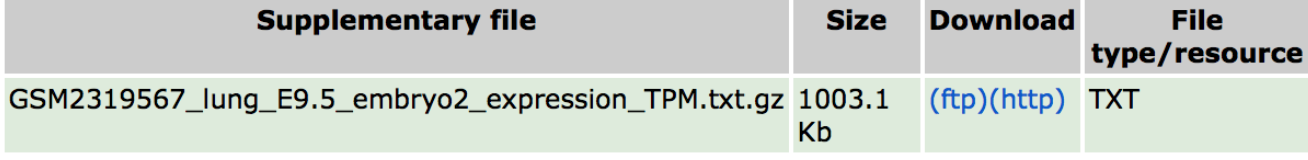 Supplementary file Size Download File
type/resource
GSM2319567_lung_E9.5_embryo2_expression_TPM.txt.gz 1003.1 (ftp)(http) TXT
Kb